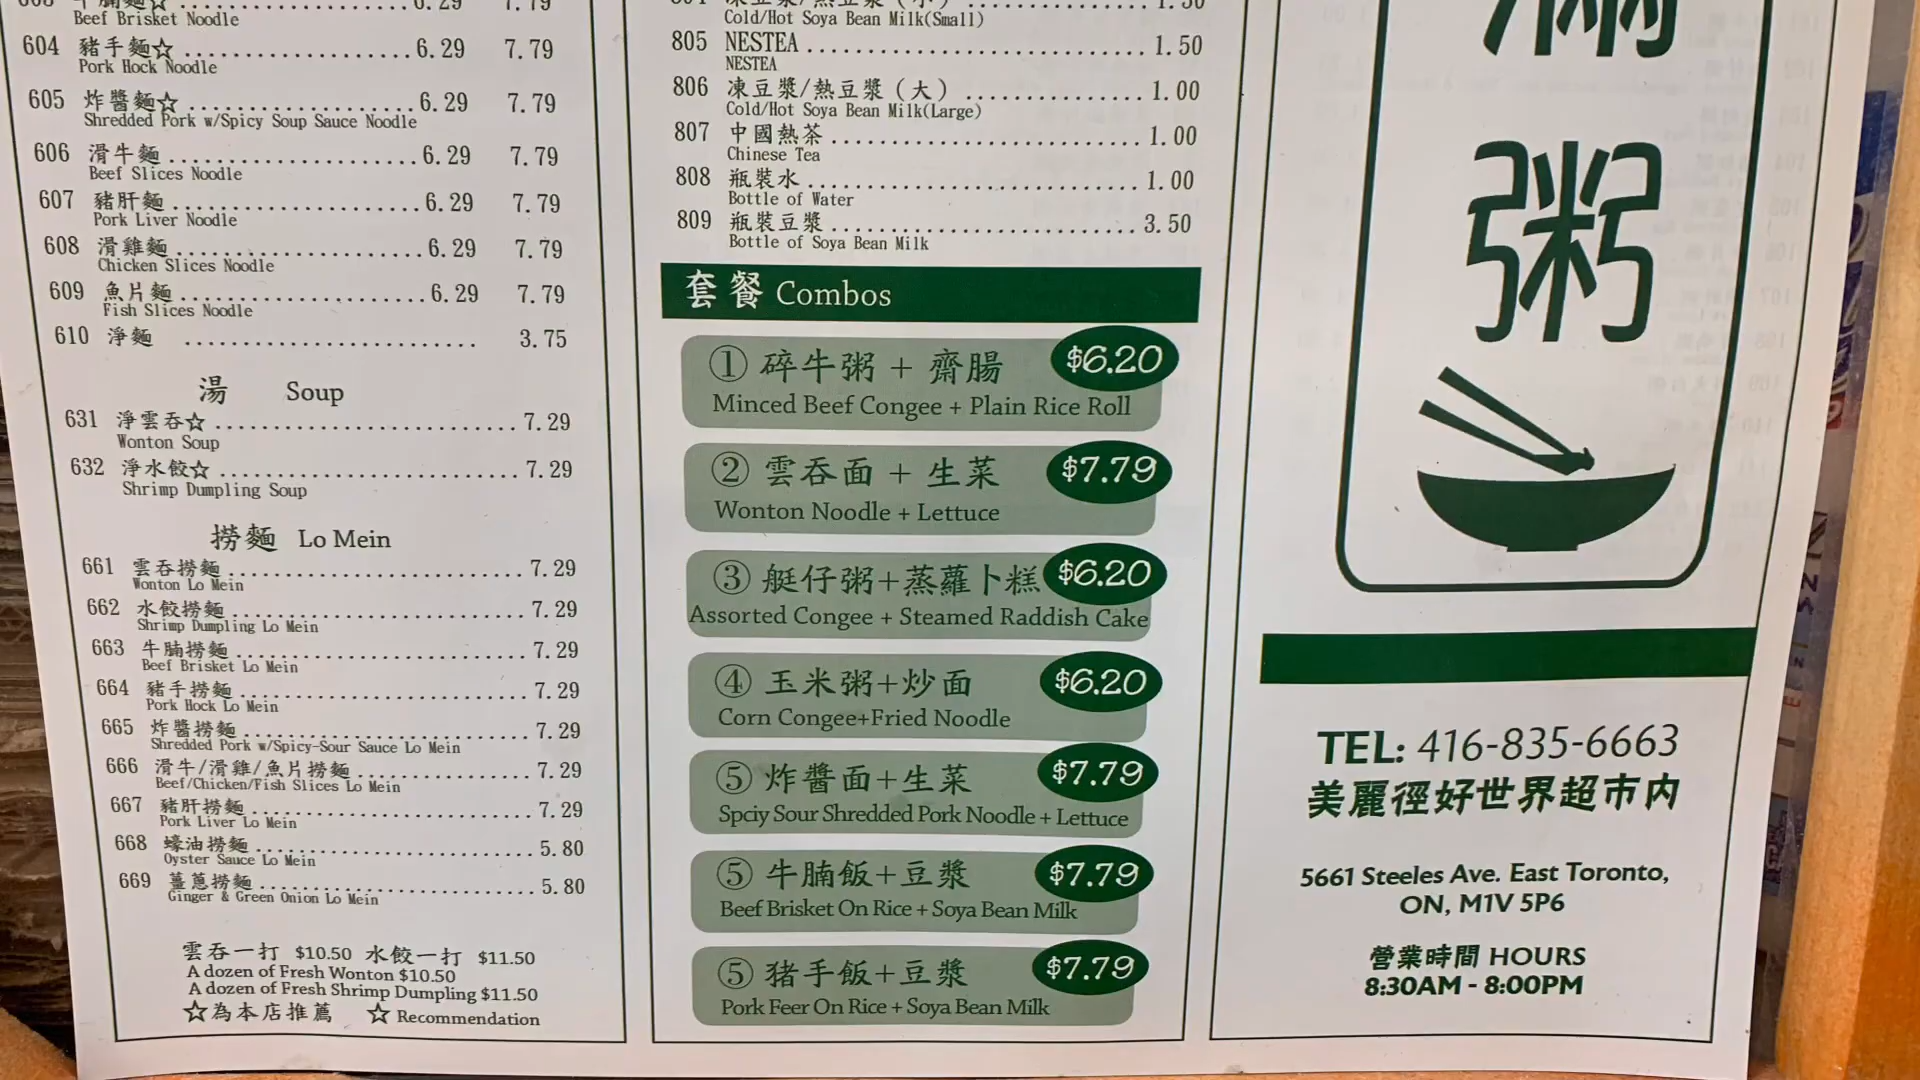 牛腩麵☆ 6.29 7.79
Beef Brisket Noodle
604 豬手麵☆ 6.29 7.79
Pork Hock Noodle
605 炸醬麵☆ 6.29 7.79
Shredded Pork w/Spicy Soup Sauce Noodle
606 滑牛麵 6.29 7.79
Beef Slices Noodle
607 豬肝麵 6.29 7.79
Pork Liver Noodle
608 滑雞麵 6.29 7.79
Chicken Slices Noodle
609 魚片麵 6.29 7.79
Fish Slices Noodle
610 淨麵 3.75
湯 Soup
631 淨雲吞☆ 7.29
Wonton Soup
632 淨水餃☆ 7.29
Shrimp Dumpling Soup
撈麵 Lo Mein
661 雲吞撈麵 7.29
Wonton Lo Mein
662 水餃撈麵 7.29
Shrimp Dumpling Lo Mein
663 牛腩撈麵 7.29
Beef Brisket Lo Mein
664 豬手撈麵 7.29
Pork Hock Lo Mein
665 炸醬撈麵 7.29
Shredded Pork w/Spicy-Sour Sauce Lo Mein
666 滑牛/滑雞/魚片撈麵 7.29
Beef/Chicken/Fish Slices Lo Mein
667 豬肝撈麵 7.29
Pork Liver Lo Mein
668 蠔油撈麵 5.80
Oyster Sauce Lo Mein
669 薑蔥撈麵 5.80
Ginger & Green Onion Lo Mein
雲吞一打 $10.50 水餃一打 $11.50
A dozen of Fresh Wonton $10.50
A dozen of Fresh Shrimp Dumpling $11.50
☆為本店推薦 ☆ Recommendation
凍豆漿/熱豆漿 (小) 1.50
Cold/Hot Soya Bean Milk(Small)
805 NESTEA 1.50
NESTEA
806 凍豆漿/熱豆漿 (大) 1.00
Cold/Hot Soya Bean Milk(Large)
807 中國熱茶 1.00
Chinese Tea
808 瓶裝水 1.00
Bottle of Water
809 瓶裝豆漿 3.50
Bottle of Soya Bean Milk
套餐 Combos
① 碎牛粥 + 齋腸 $6.20
Minced Beef Congee + Plain Rice Roll
② 雲吞面 + 生菜 $7.79
Wonton Noodle + Lettuce
③ 艇仔粥+蒸蘿卜糕 $6.20
Assorted Congee + Steamed Raddish Cake
④ 玉米粥+炒面 $6.20
Corn Congee+Fried Noodle
⑤ 炸醬面+生菜 $7.79
Spciy Sour Shredded Pork Noodle + Lettuce
⑤ 牛腩飯+豆漿 $7.79
Beef Brisket On Rice + Soya Bean Milk
⑤ 猪手飯+豆漿 $7.79
Pork Feer On Rice + Soya Bean Milk
粥
TEL: 416-835-6663
美麗徑好世界超市内
5661 Steeles Ave. East Toronto,
ON, M1V 5P6
營業時間 HOURS
8:30AM - 8:00PM